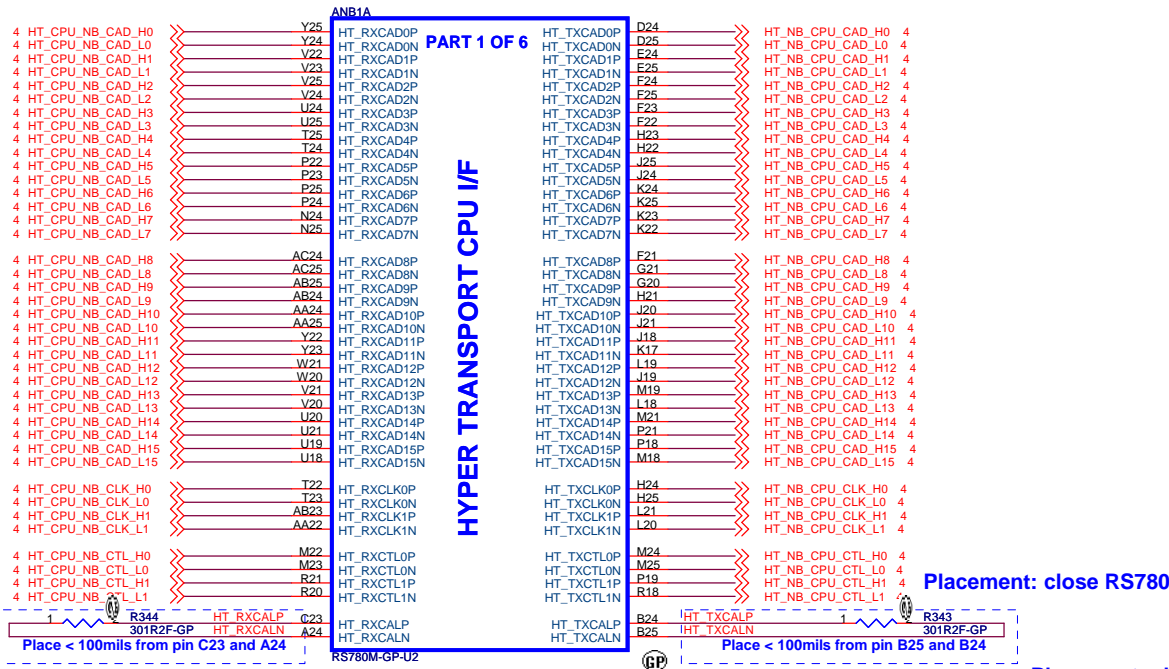 ANB1A
PART 1 OF 6
HYPER TRANSPORT CPU I/F
4 HT_CPU_NB_CAD_H0 Y25 HT_RXCAD0P HT_TXCAD0P D24 HT_NB_CPU_CAD_H0 4
4 HT_CPU_NB_CAD_L0 Y24 HT_RXCAD0N HT_TXCAD0N D25 HT_NB_CPU_CAD_L0 4
4 HT_CPU_NB_CAD_H1 V22 HT_RXCAD1P HT_TXCAD1P E24 HT_NB_CPU_CAD_H1 4
4 HT_CPU_NB_CAD_L1 V23 HT_RXCAD1N HT_TXCAD1N E25 HT_NB_CPU_CAD_L1 4
4 HT_CPU_NB_CAD_H2 V25 HT_RXCAD2P HT_TXCAD2P F24 HT_NB_CPU_CAD_H2 4
4 HT_CPU_NB_CAD_L2 V24 HT_RXCAD2N HT_TXCAD2N F25 HT_NB_CPU_CAD_L2 4
4 HT_CPU_NB_CAD_H3 U24 HT_RXCAD3P HT_TXCAD3P F23 HT_NB_CPU_CAD_H3 4
4 HT_CPU_NB_CAD_L3 U25 HT_RXCAD3N HT_TXCAD3N F22 HT_NB_CPU_CAD_L3 4
4 HT_CPU_NB_CAD_H4 T25 HT_RXCAD4P HT_TXCAD4P H23 HT_NB_CPU_CAD_H4 4
4 HT_CPU_NB_CAD_L4 T24 HT_RXCAD4N HT_TXCAD4N H22 HT_NB_CPU_CAD_L4 4
4 HT_CPU_NB_CAD_H5 P22 HT_RXCAD5P HT_TXCAD5P J25 HT_NB_CPU_CAD_H5 4
4 HT_CPU_NB_CAD_L5 P23 HT_RXCAD5N HT_TXCAD5N J24 HT_NB_CPU_CAD_L5 4
4 HT_CPU_NB_CAD_H6 P25 HT_RXCAD6P HT_TXCAD6P K24 HT_NB_CPU_CAD_H6 4
4 HT_CPU_NB_CAD_L6 P24 HT_RXCAD6N HT_TXCAD6N K25 HT_NB_CPU_CAD_L6 4
4 HT_CPU_NB_CAD_H7 N24 HT_RXCAD7P HT_TXCAD7P K23 HT_NB_CPU_CAD_H7 4
4 HT_CPU_NB_CAD_L7 N25 HT_RXCAD7N HT_TXCAD7N K22 HT_NB_CPU_CAD_L7 4
4 HT_CPU_NB_CAD_H8 AC24 HT_RXCAD8P HT_TXCAD8P F21 HT_NB_CPU_CAD_H8 4
4 HT_CPU_NB_CAD_L8 AC25 HT_RXCAD8N HT_TXCAD8N G21 HT_NB_CPU_CAD_L8 4
4 HT_CPU_NB_CAD_H9 AB25 HT_RXCAD9P HT_TXCAD9P G20 HT_NB_CPU_CAD_H9 4
4 HT_CPU_NB_CAD_L9 AB24 HT_RXCAD9N HT_TXCAD9N H21 HT_NB_CPU_CAD_L9 4
4 HT_CPU_NB_CAD_H10 AA24 HT_RXCAD10P HT_TXCAD10P J20 HT_NB_CPU_CAD_H10 4
4 HT_CPU_NB_CAD_L10 AA25 HT_RXCAD10N HT_TXCAD10N J21 HT_NB_CPU_CAD_L10 4
4 HT_CPU_NB_CAD_H11 Y22 HT_RXCAD11P HT_TXCAD11P J18 HT_NB_CPU_CAD_H11 4
4 HT_CPU_NB_CAD_L11 Y23 HT_RXCAD11N HT_TXCAD11N K17 HT_NB_CPU_CAD_L11 4
4 HT_CPU_NB_CAD_H12 W21 HT_RXCAD12P HT_TXCAD12P L19 HT_NB_CPU_CAD_H12 4
4 HT_CPU_NB_CAD_L12 W20 HT_RXCAD12N HT_TXCAD12N J19 HT_NB_CPU_CAD_L12 4
4 HT_CPU_NB_CAD_H13 V21 HT_RXCAD13P HT_TXCAD13P M19 HT_NB_CPU_CAD_H13 4
4 HT_CPU_NB_CAD_L13 V20 HT_RXCAD13N HT_TXCAD13N L18 HT_NB_CPU_CAD_L13 4
4 HT_CPU_NB_CAD_H14 U20 HT_RXCAD14P HT_TXCAD14P M21 HT_NB_CPU_CAD_H14 4
4 HT_CPU_NB_CAD_L14 U21 HT_RXCAD14N HT_TXCAD14N P21 HT_NB_CPU_CAD_L14 4
4 HT_CPU_NB_CAD_H15 U19 HT_RXCAD15P HT_TXCAD15P P18 HT_NB_CPU_CAD_H15 4
4 HT_CPU_NB_CAD_L15 U18 HT_RXCAD15N HT_TXCAD15N M18 HT_NB_CPU_CAD_L15 4
4 HT_CPU_NB_CLK_H0 T22 HT_RXCLK0P HT_TXCLK0P H24 HT_NB_CPU_CLK_H0 4
4 HT_CPU_NB_CLK_L0 T23 HT_RXCLK0N HT_TXCLK0N H25 HT_NB_CPU_CLK_L0 4
4 HT_CPU_NB_CLK_H1 AB23 HT_RXCLK1P HT_TXCLK1P L21 HT_NB_CPU_CLK_H1 4
4 HT_CPU_NB_CLK_L1 AA22 HT_RXCLK1N HT_TXCLK1N L20 HT_NB_CPU_CLK_L1 4
4 HT_CPU_NB_CTL_H0 M22 HT_RXCTL0P HT_TXCTL0P M24 HT_NB_CPU_CTL_H0 4
4 HT_CPU_NB_CTL_L0 M23 HT_RXCTL0N HT_TXCTL0N M25 HT_NB_CPU_CTL_L0 4
4 HT_CPU_NB_CTL_H1 R21 HT_RXCTL1P HT_TXCTL1P P19 HT_NB_CPU_CTL_H1 4
4 HT_CPU_NB_CTL_L1 R20 HT_RXCTL1N HT_TXCTL1N R18 HT_NB_CPU_CTL_L1 4
Placement: close RS780
1 R344 HT_RXCALP C23 HT_RXCALP HT_TXCALP B24 HT_TXCALP 1 R343
301R2F-GP HT_RXCALN A24 HT_RXCALN HT_TXCALN B25 HT_TXCALN 301R2F-GP
Place < 100mils from pin C23 and A24
Place < 100mils from pin B25 and B24
RS780M-GP-U2
GP